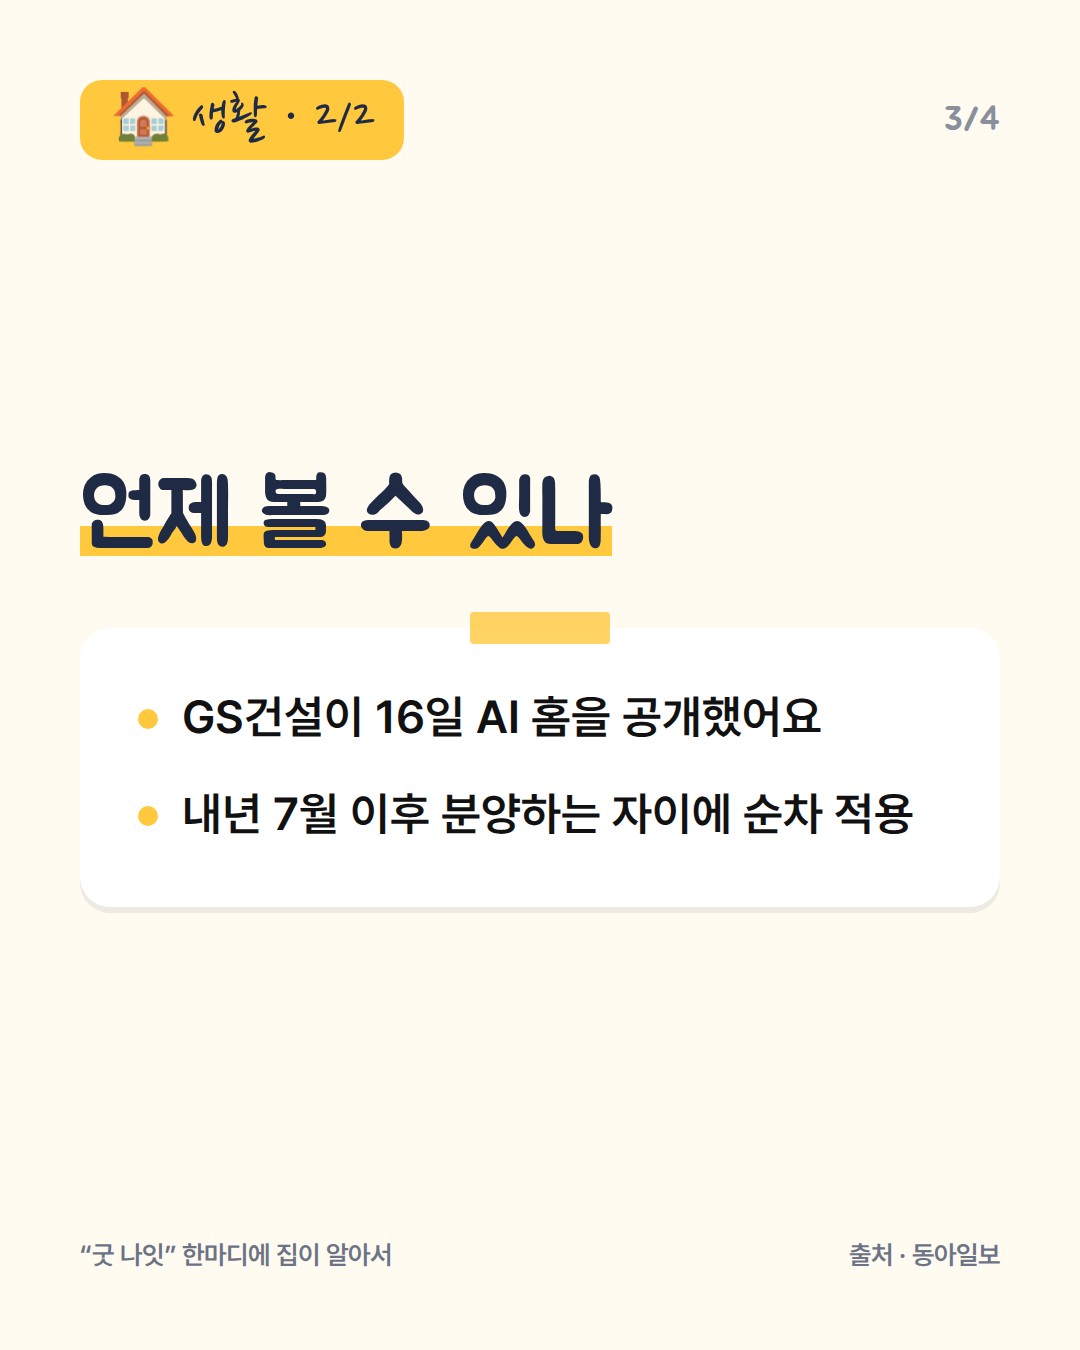 생활 · 2/2
3/4
언제 볼 수 있나
GS건설이 16일 AI 홈을 공개했어요
내년 7월 이후 분양하는 자이에 순차 적용
“굿 나잇” 한마디에 집이 알아서
출처 · 동아일보